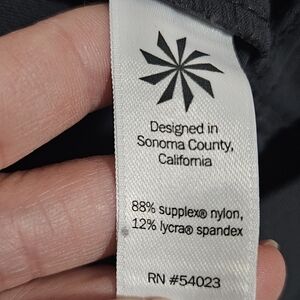 Designed in
Sonoma County,
California
88% supplex® nylon,
12% lycra® spandex
RN #54023